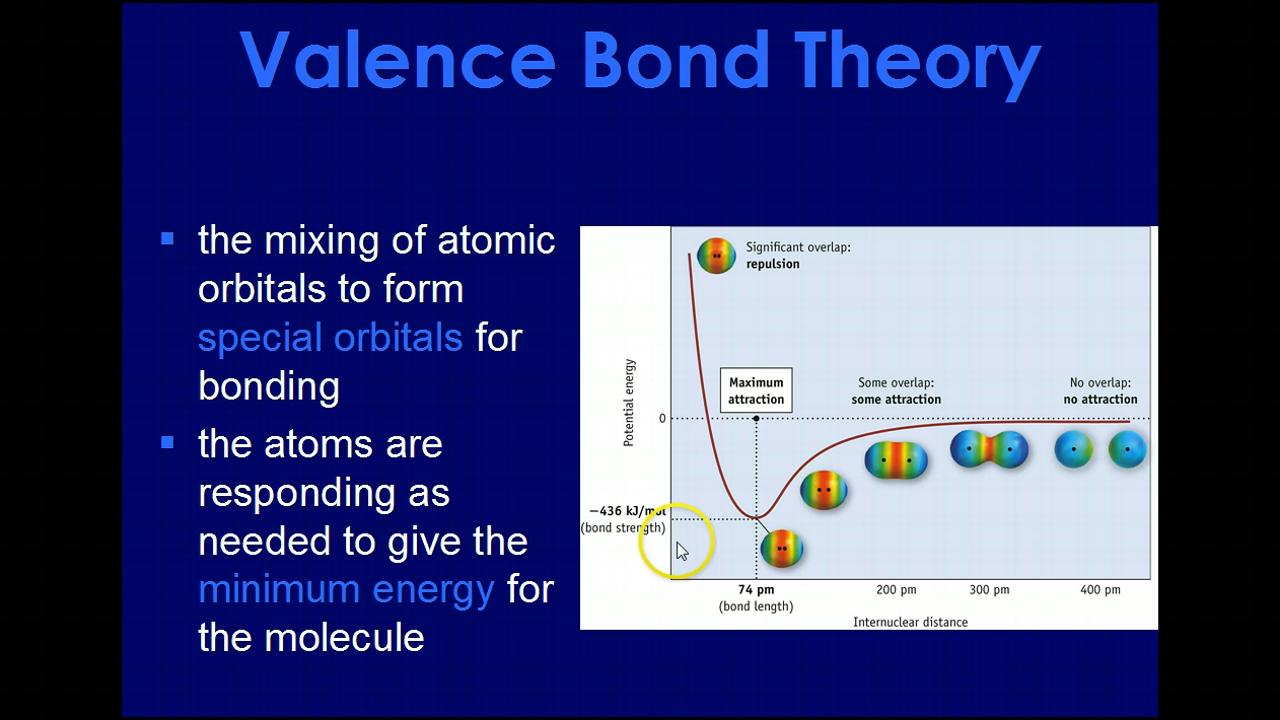 Valence Bond Theory
the mixing of atomic
orbitals to form
special orbitals for
bonding
the atoms are
responding as
needed to give the
minimum energy for
the molecule
Significant overlap:
repulsion
Potential energy
Maximum
attraction
Some overlap:
some attraction
No overlap:
no attraction
0
−436 kJ/mol
(bond strength)
74 pm
(bond length)
200 pm
300 pm
400 pm
Internuclear distance